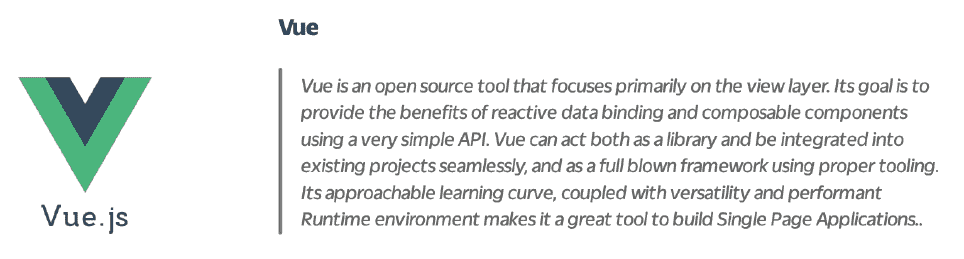 Vue
Vue is an open source tool that focuses primarily on the view layer. Its goal is to
provide the benefits of reactive data binding and composable components
using a very simple API. Vue can act both as a library and be integrated into
existing projects seamlessly, and as a full blown framework using proper tooling.
Its approachable learning curve, coupled with versatility and performant
Runtime environment makes it a great tool to build Single Page Applications..
Vue.js